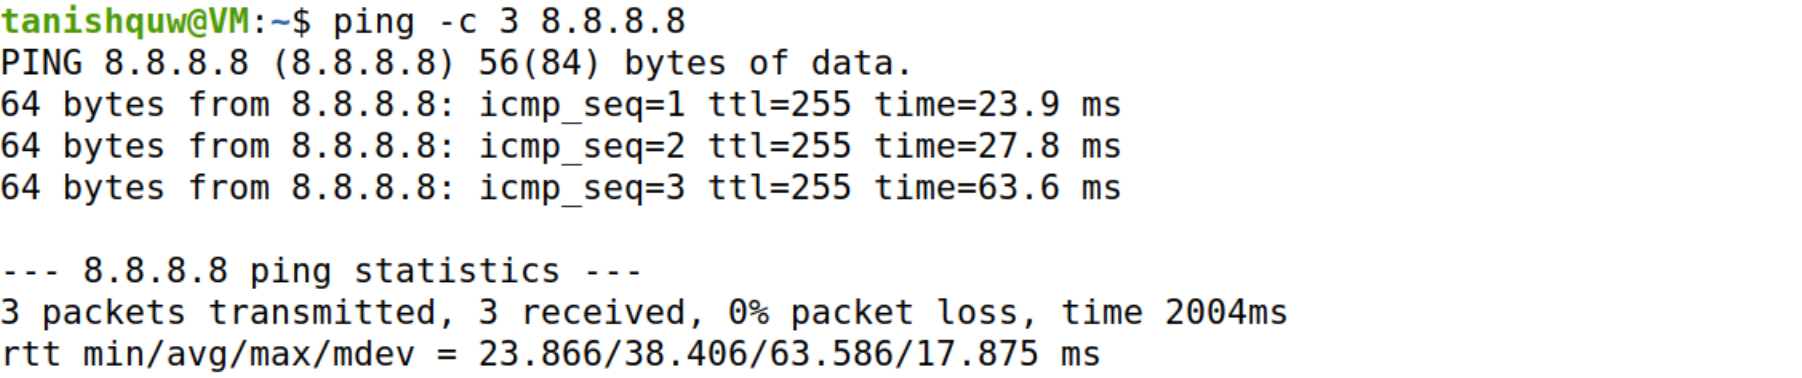 tanishquw@VM:~$ ping -c 3 8.8.8.8
PING 8.8.8.8 (8.8.8.8) 56(84) bytes of data.
64 bytes from 8.8.8.8: icmp_seq=1 ttl=255 time=23.9 ms
64 bytes from 8.8.8.8: icmp_seq=2 ttl=255 time=27.8 ms
64 bytes from 8.8.8.8: icmp_seq=3 ttl=255 time=63.6 ms

--- 8.8.8.8 ping statistics ---
3 packets transmitted, 3 received, 0% packet loss, time 2004ms
rtt min/avg/max/mdev = 23.866/38.406/63.586/17.875 ms